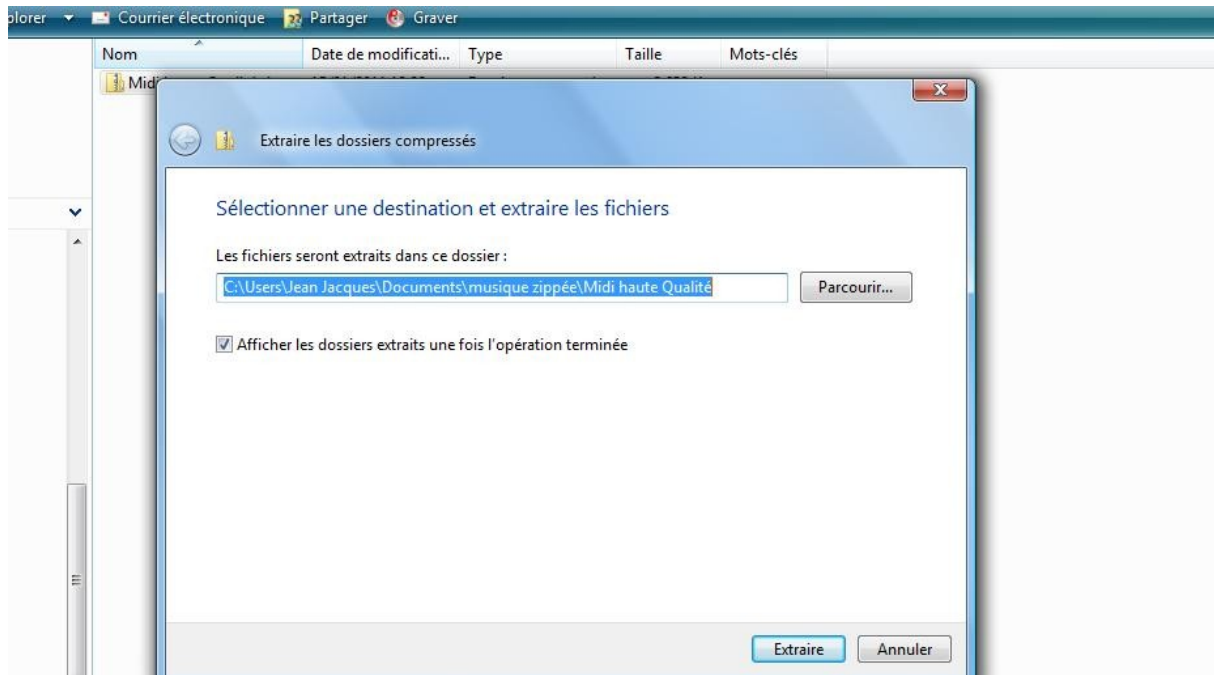 plorer Courrier électronique Partager Graver
Nom Date de modificati... Type Taille Mots-clés
Mid
Extraire les dossiers compressés
Sélectionner une destination et extraire les fichiers
Les fichiers seront extraits dans ce dossier :
C:\Users\Jean Jacques\Documents\musique zippée\Midi haute Qualité
Parcourir...
Afficher les dossiers extraits une fois l'opération terminée
Extraire Annuler